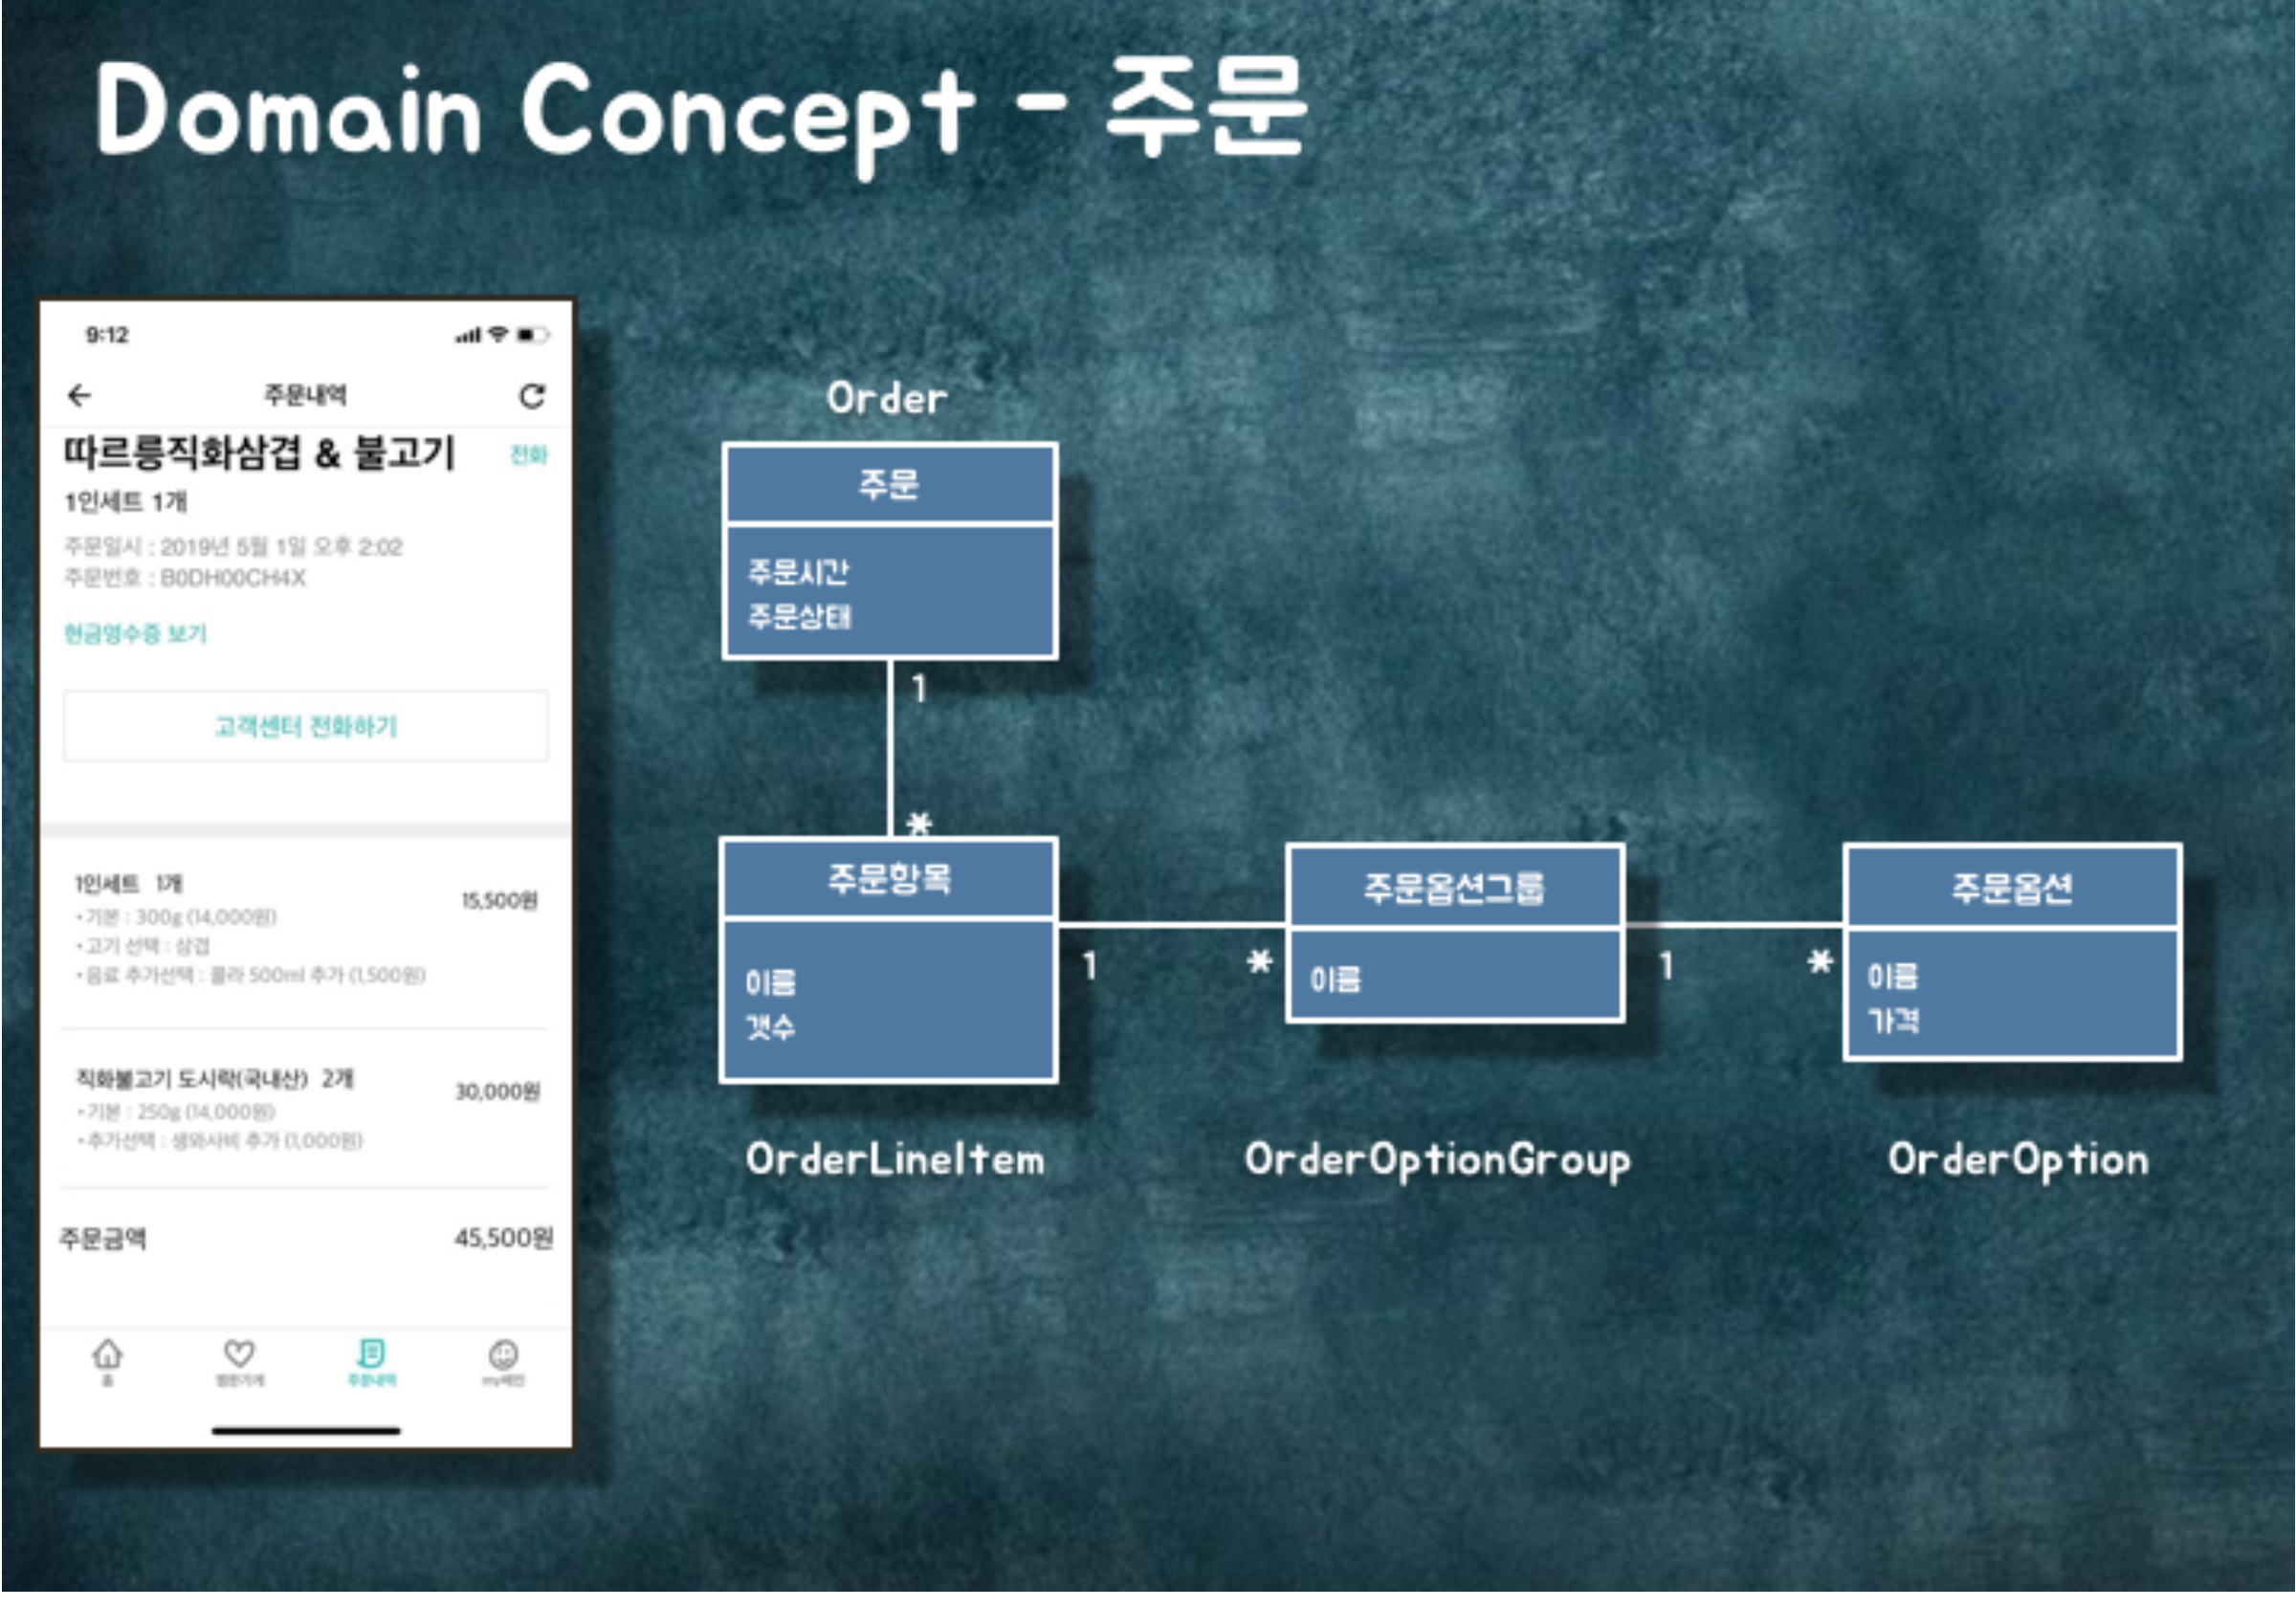 Domain Concept - 주문
9:12
주문내역
따르릉직화삼겹 & 불고기 전화
1인세트 1개
주문일시 : 2019년 5월 1일 오후 2:02
주문번호 : B0DH00CH4X
현금영수증 보기
고객센터 전화하기
1인세트 1개 15,500원
•기본 : 300g (14,000원)
•고기 선택 : 삼겹
•음료 추가선택 : 콜라 500ml 추가 (1,500원)
직화불고기 도시락(국내산) 2개 30,000원
•기본 : 250g (14,000원)
•추가선택 : 생와사비 추가 (1,000원)
주문금액 45,500원
홈 찜한가게 주문내역 my배민
Order
주문
주문시간
주문상태
1
*
주문항목
이름
갯수
OrderLineItem
1 *
주문옵션그룹
이름
OrderOptionGroup
1 *
주문옵션
이름
가격
OrderOption